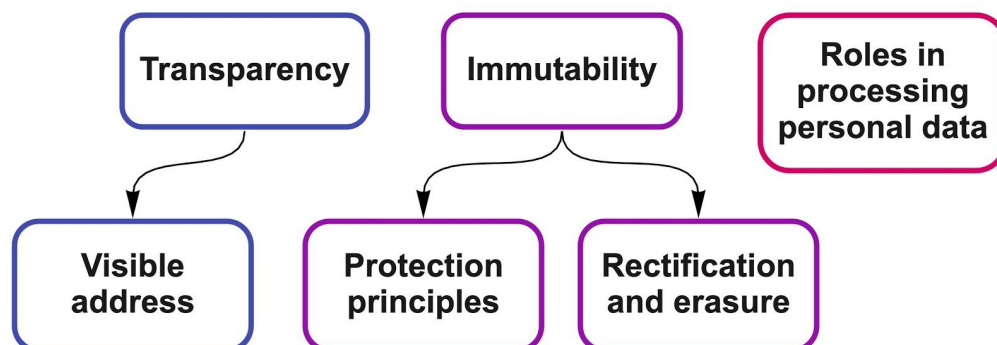 Transparency
Immutability
Roles in
processing
personal data
Visible
address
Protection
principles
Rectification
and erasure